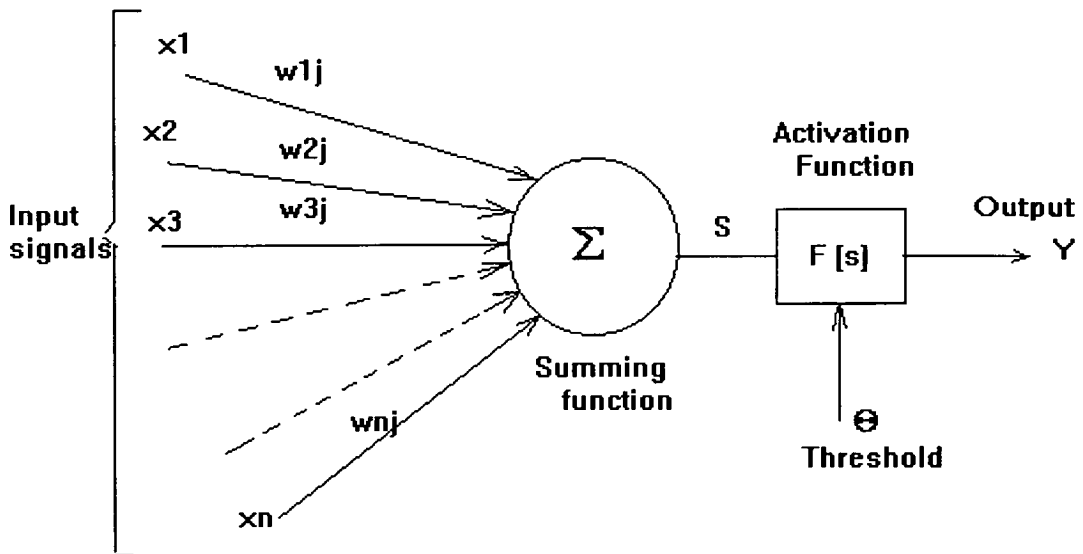 x1
w1j
x2
w2j
Input
signals
x3
w3j
Σ
S
Activation
Function
F [s]
Output
Y
Summing
function
wnj
Θ
Threshold
xn